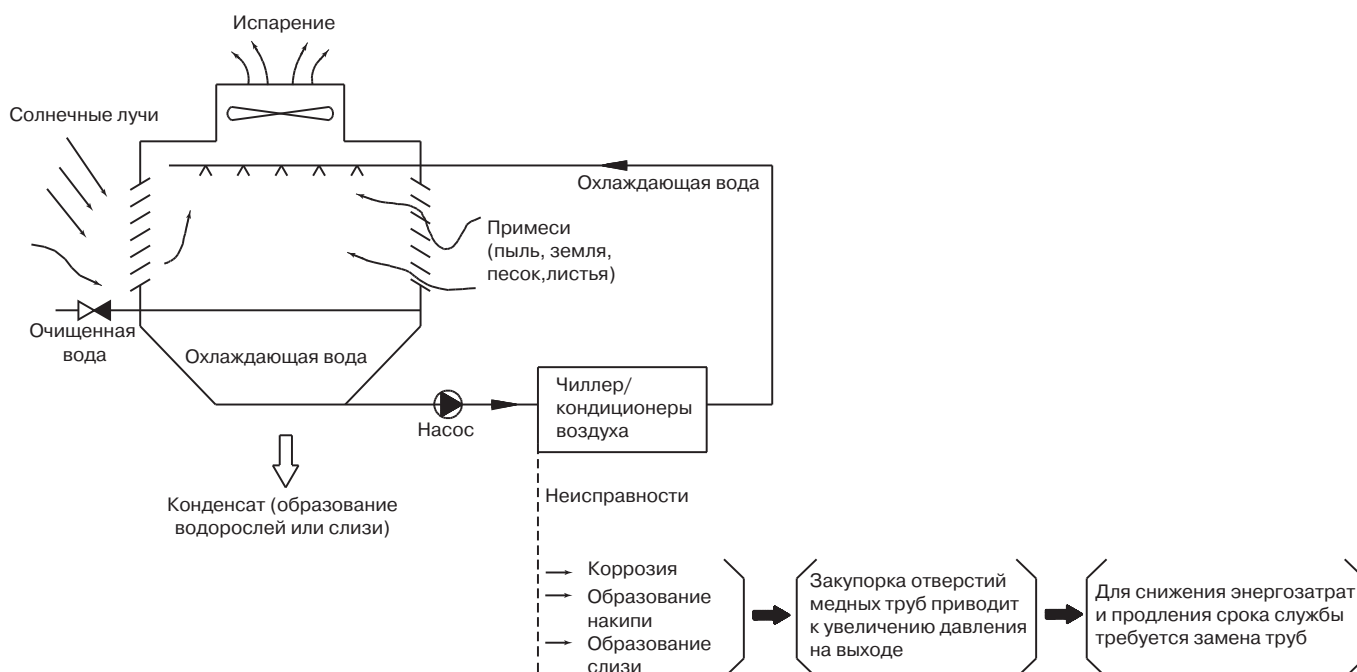 Испарение
Солнечные лучи
Охлаждающая вода
Примеси
(пыль, земля,
песок,листья)
Очищенная
вода
Охлаждающая вода
Чиллер/
кондиционеры
воздуха
Насос
Неисправности
Конденсат (образование
водорослей или слизи)
Коррозия
Образование
накипи
Образование
слизи
Закупорка отверстий
медных труб приводит
к увеличению давления
на выходе
Для снижения энергозатрат
и продления срока службы
требуется замена труб